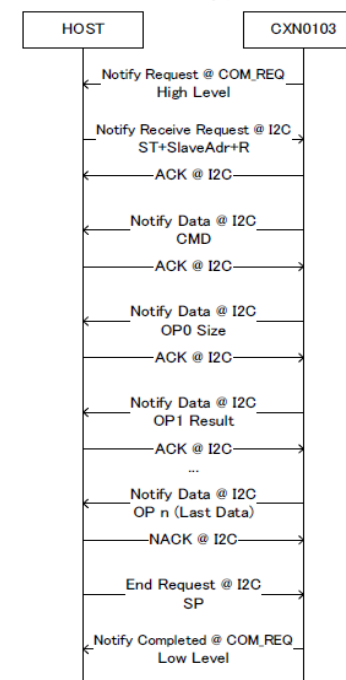 HOST CXN0103
Notify Request @ COM_REQ
High Level
Notify Receive Request @ I2C
ST+SlaveAdr+R
ACK @ I2C
Notify Data @ I2C
CMD
ACK @ I2C
Notify Data @ I2C
OP0 Size
ACK @ I2C
Notify Data @ I2C
OP1 Result
ACK @ I2C
...
Notify Data @ I2C
OP n (Last Data)
NACK @ I2C
End Request @ I2C
SP
Notify Completed @ COM_REQ
Low Level